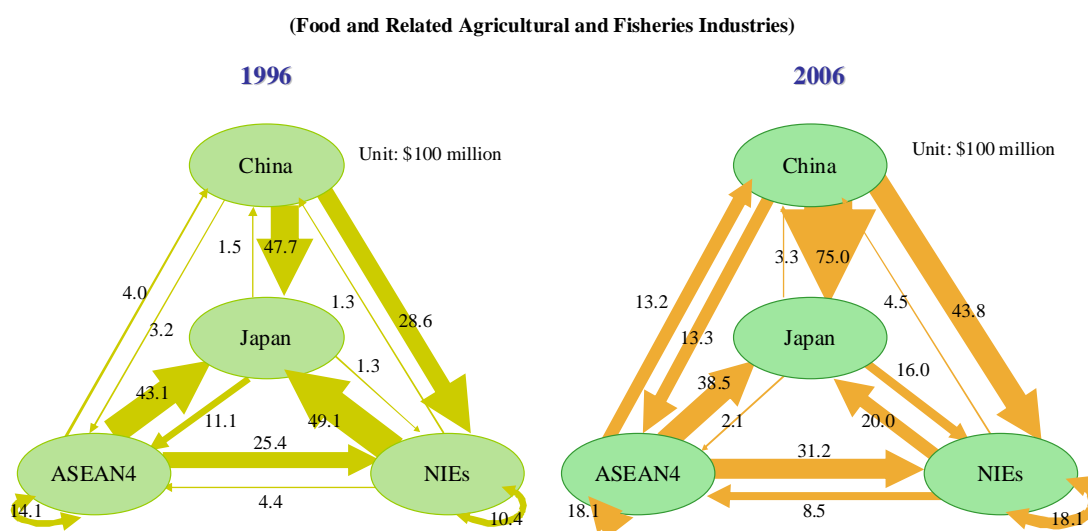 (Food and Related Agricultural and Fisheries Industries)
1996
2006
China
Unit: $100 million
1.5
47.7
4.0
3.2
1.3
28.6
Japan
1.3
43.1
11.1
49.1
25.4
ASEAN4
NIEs
4.4
14.1
10.4
China
Unit: $100 million
3.3
75.0
13.2
13.3
4.5
43.8
Japan
16.0
38.5
2.1
20.0
31.2
ASEAN4
NIEs
8.5
18.1
18.1